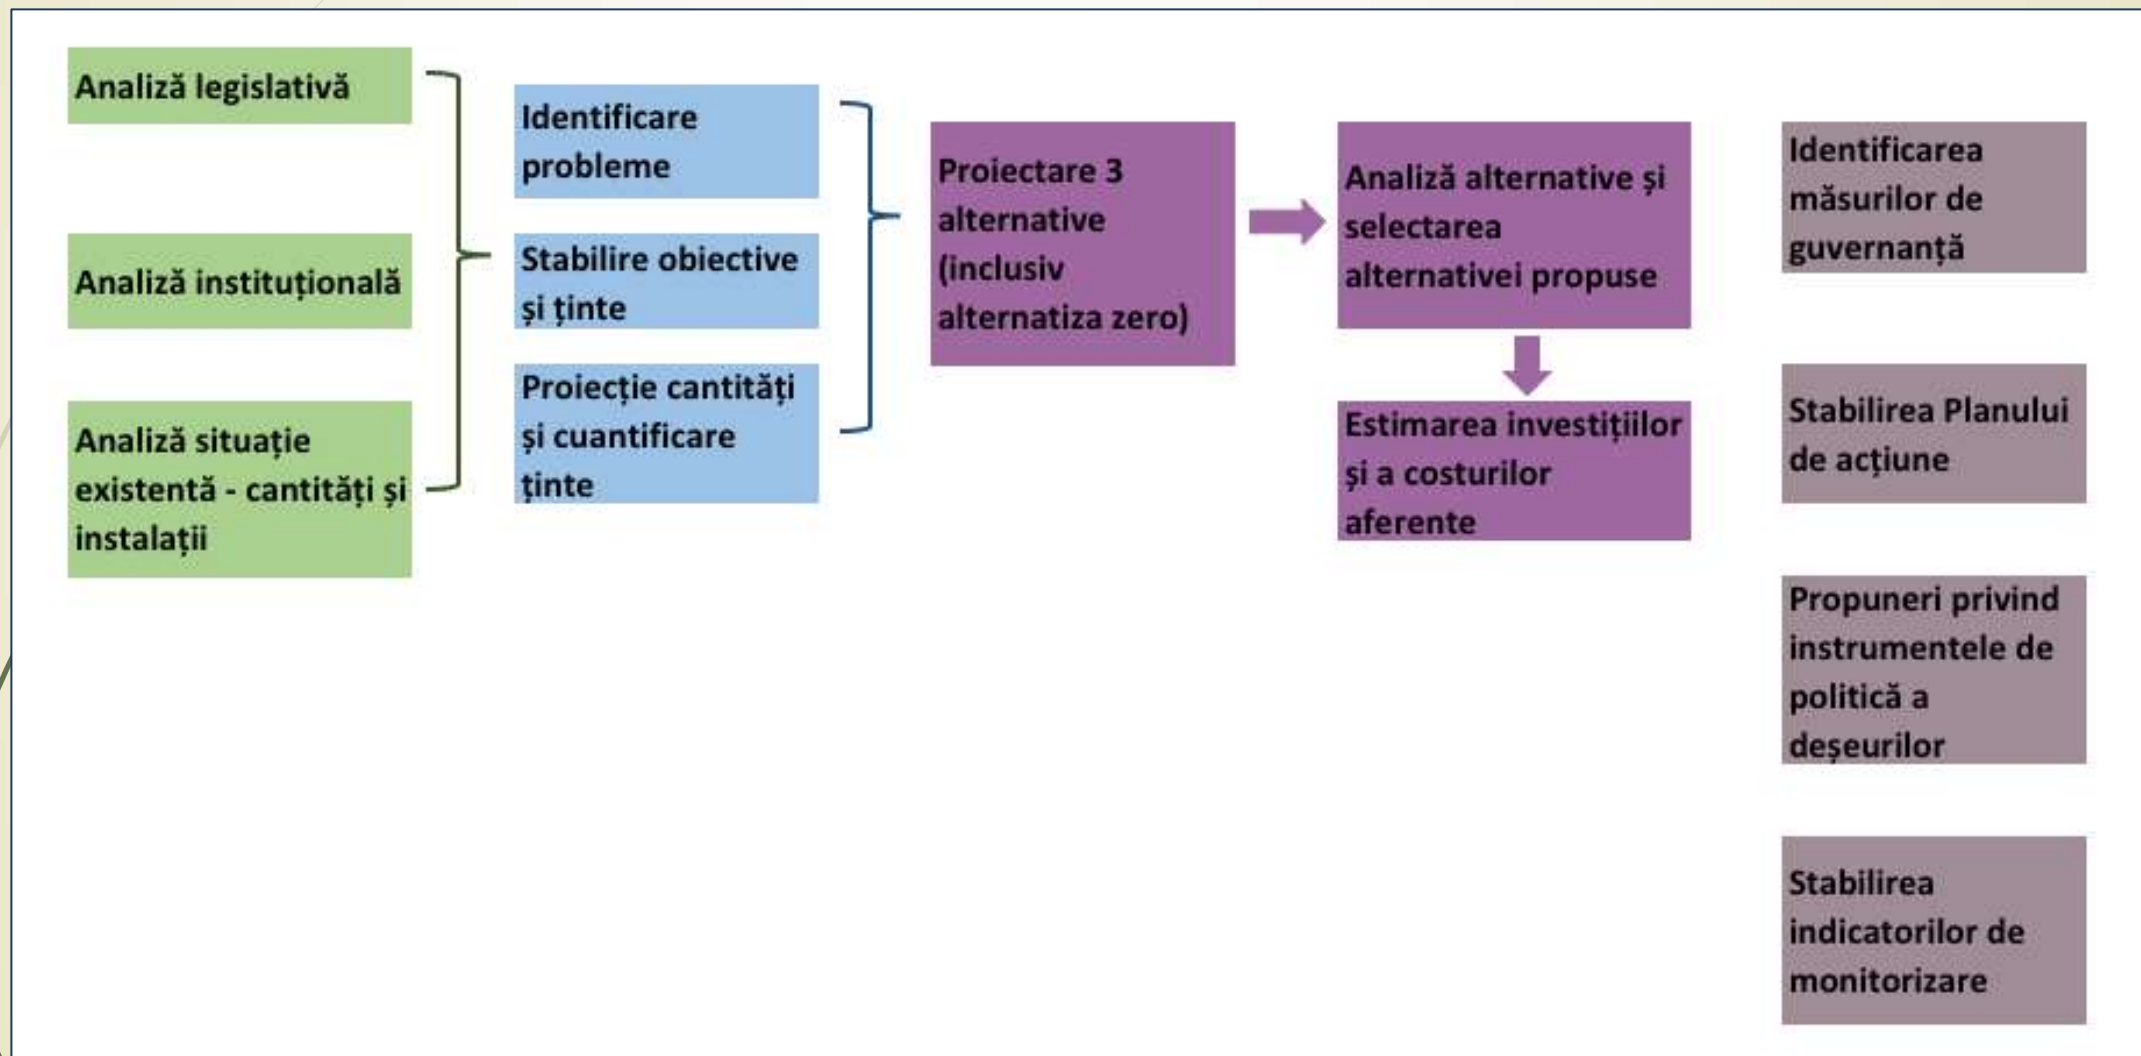 Analiză legislativă
Analiză instituțională
Analiză situație
existentă - cantități și
instalații
Identificare
probleme
Stabilire obiective
și ținte
Proiecție cantități
și cuantificare
ținte
Proiectare 3
alternative
(inclusiv
alternatiza zero)
Analiză alternative și
selectarea
alternativei propuse
Estimarea investițiilor
și a costurilor
aferente
Identificarea
măsurilor de
guvernanță
Stabilirea Planului
de acțiune
Propuneri privind
instrumentele de
politică a
deșeurilor
Stabilirea
indicatorilor de
monitorizare